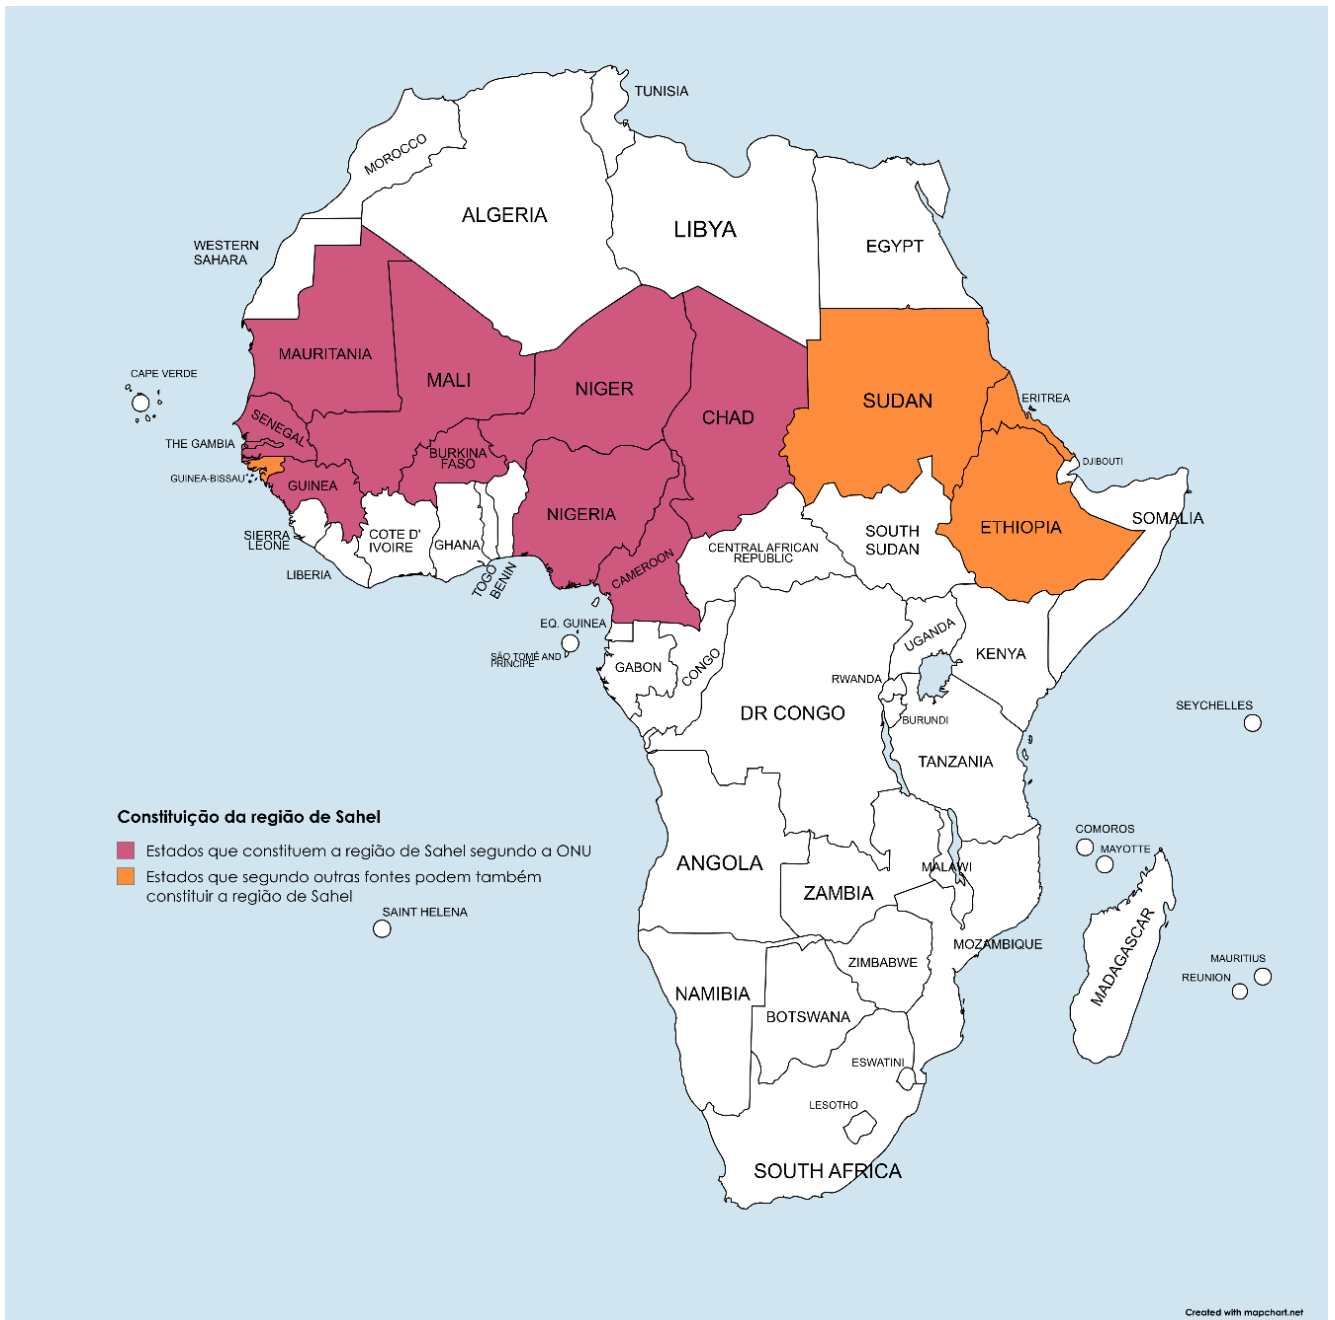 TUNISIA
MOROCCO
ALGERIA
LIBYA
EGYPT
WESTERN
SAHARA
MAURITANIA
MALI
NIGER
CHAD
SUDAN
ERITREA
CAPE VERDE
SENEGAL
THE GAMBIA
GUINEA-BISSAU
GUINEA
BURKINA
FASO
DJIBOUTI
NIGERIA
SIERRA
LEONE
COTE D'
IVOIRE
GHANA
TOGO
BENIN
LIBERIA
CAMEROON
CENTRAL AFRICAN
REPUBLIC
SOUTH
SUDAN
ETHIOPIA
SOMALIA
EQ. GUINEA
SÃO TOMÉ AND
PRINCIPE
GABON
CONGO
UGANDA
KENYA
RWANDA
DR CONGO
BURUNDI
TANZANIA
SEYCHELLES
Constituição da região de Sahel
Estados que constituem a região de Sahel segundo a ONU
Estados que segundo outras fontes podem também
constituir a região de Sahel
SAINT HELENA
COMOROS
MAYOTTE
ANGOLA
ZAMBIA
MALAWI
MOZAMBIQUE
MADAGASCAR
ZIMBABWE
MAURITIUS
REUNION
NAMIBIA
BOTSWANA
ESWATINI
LESOTHO
SOUTH AFRICA
Created with mapchart.net